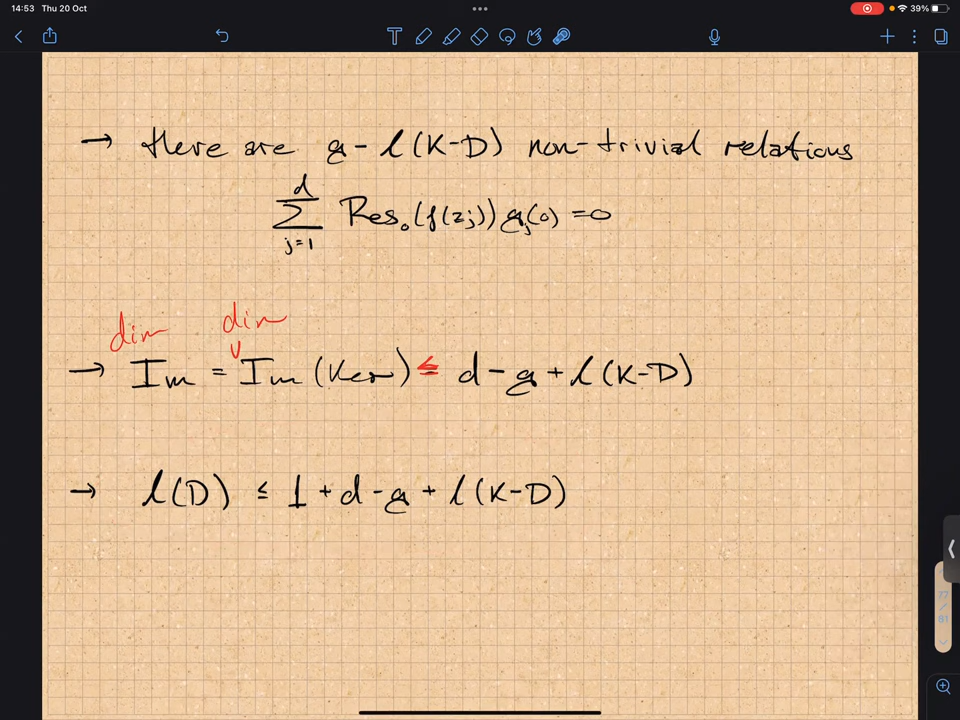 14:53 Thu 20 Oct
39%
→ there are g - l(K-D) non-trivial relations
d
∑ Res₀(f(zⱼ))gⱼ(0) = 0
j=1
dim dim
→ Im = Im (Ker) ≤ d - g + l(K-D)
→ l(D) ≤ 1 + d - g + l(K-D)
77
/